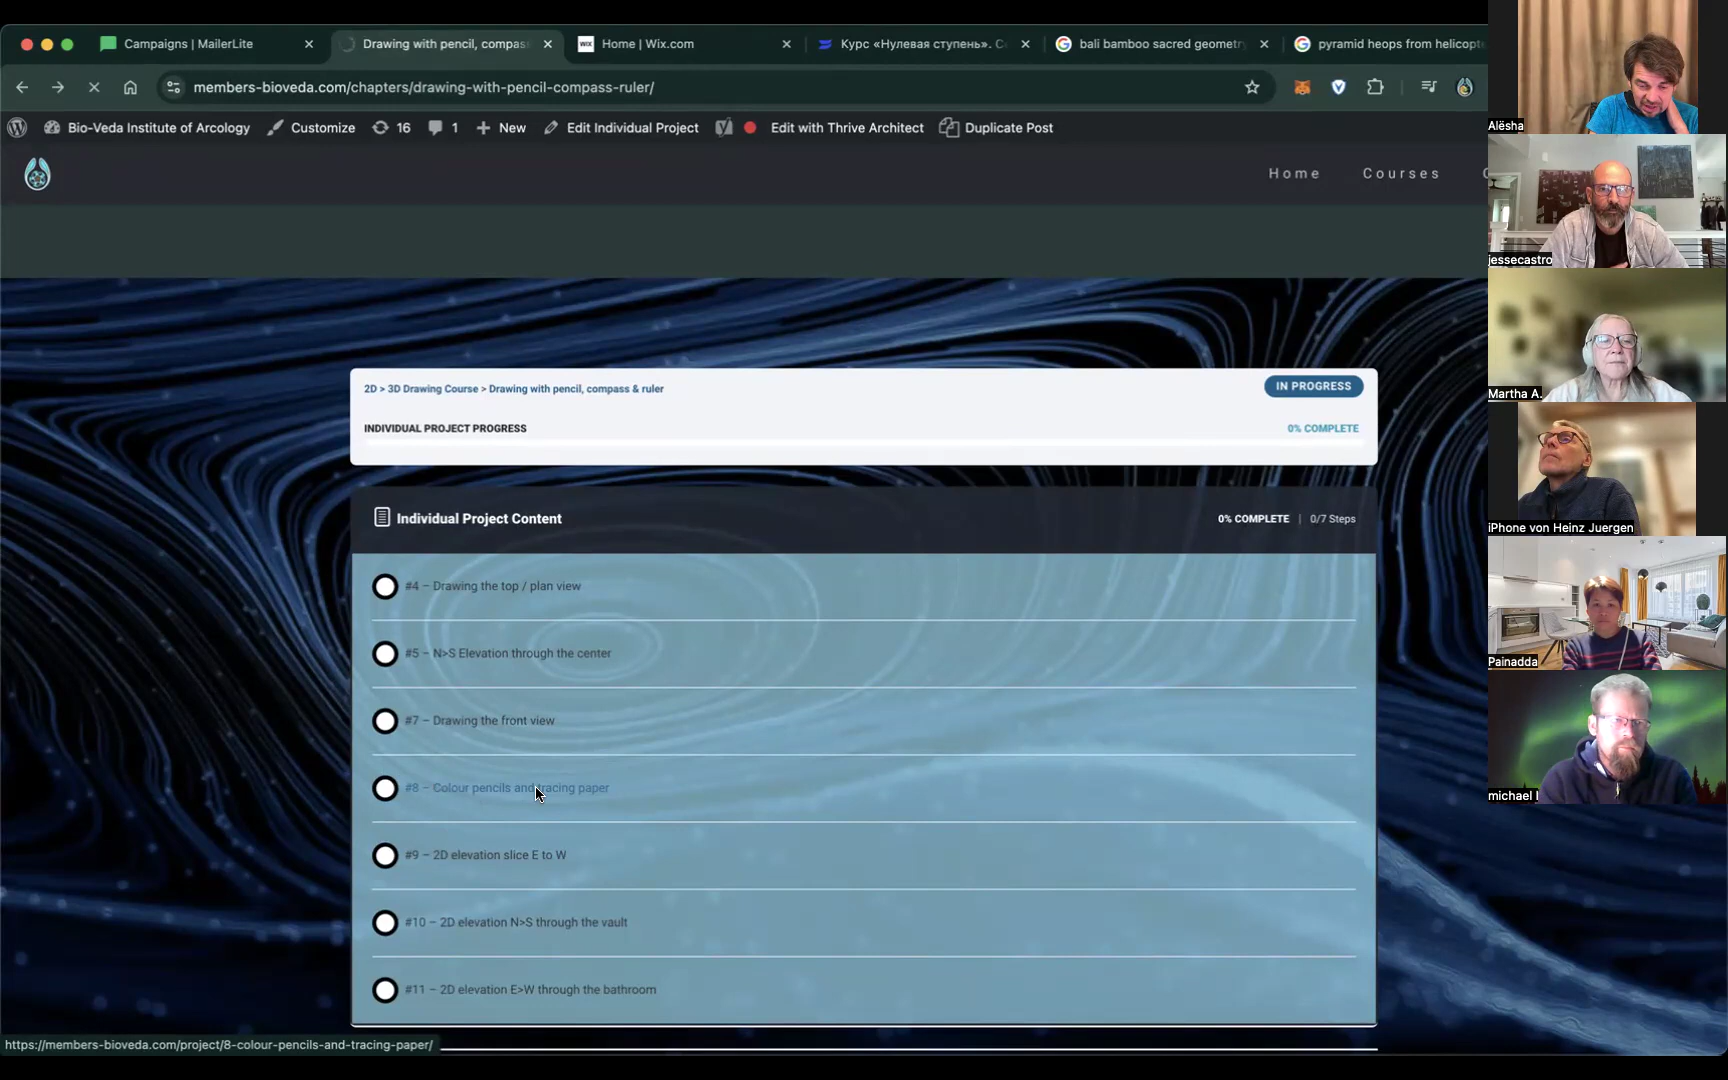 Campaigns | MailerLite
Drawing with pencil, compass
WIX
Home | Wix.com
Курс «Нулевая ступень». С
bali bamboo sacred geometr
pyramid heops from helicopt
members-bioveda.com/chapters/drawing-with-pencil-compass-ruler/
Bio-Veda Institute of Arcology
Customize
16
1
New
Edit Individual Project
Edit with Thrive Architect
Duplicate Post
Home
Courses
2D > 3D Drawing Course > Drawing with pencil, compass & ruler
IN PROGRESS
INDIVIDUAL PROJECT PROGRESS
0% COMPLETE
Individual Project Content
0% COMPLETE | 0/7 Steps
#4 – Drawing the top / plan view
#5 – N>S Elevation through the center
#7 – Drawing the front view
#8 – Colour pencils and tracing paper
#9 – 2D elevation slice E to W
#10 – 2D elevation N>S through the vault
#11 – 2D elevation E>W through the bathroom
https://members-bioveda.com/project/8-colour-pencils-and-tracing-paper/
Alësha
jessecastro
Martha A.
iPhone von Heinz Juergen
Painadda
michael l